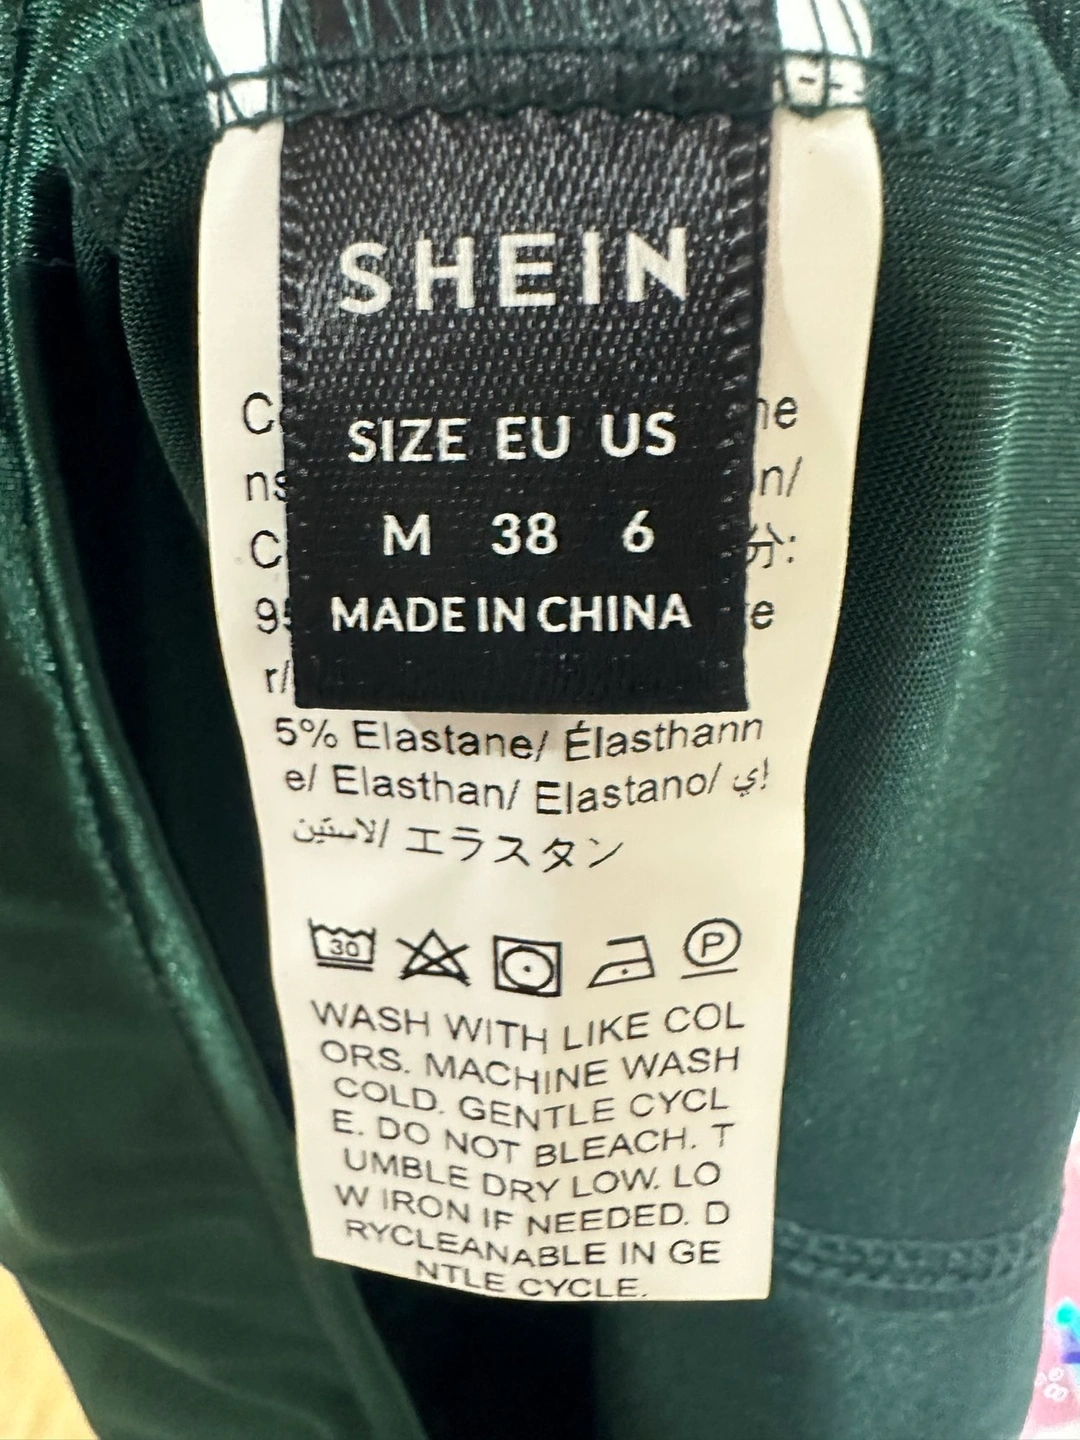 SHEIN
SIZE EU US
M 38 6
MADE IN CHINA
5% Elastane/ Élasthann
e/ Elasthan/ Elastano/ إي
لاستين/ エラスタン
30
P
WASH WITH LIKE COL
ORS. MACHINE WASH
COLD. GENTLE CYCL
E. DO NOT BLEACH. T
UMBLE DRY LOW. LO
W IRON IF NEEDED. D
RYCLEANABLE IN GE
NTLE CYCLE.